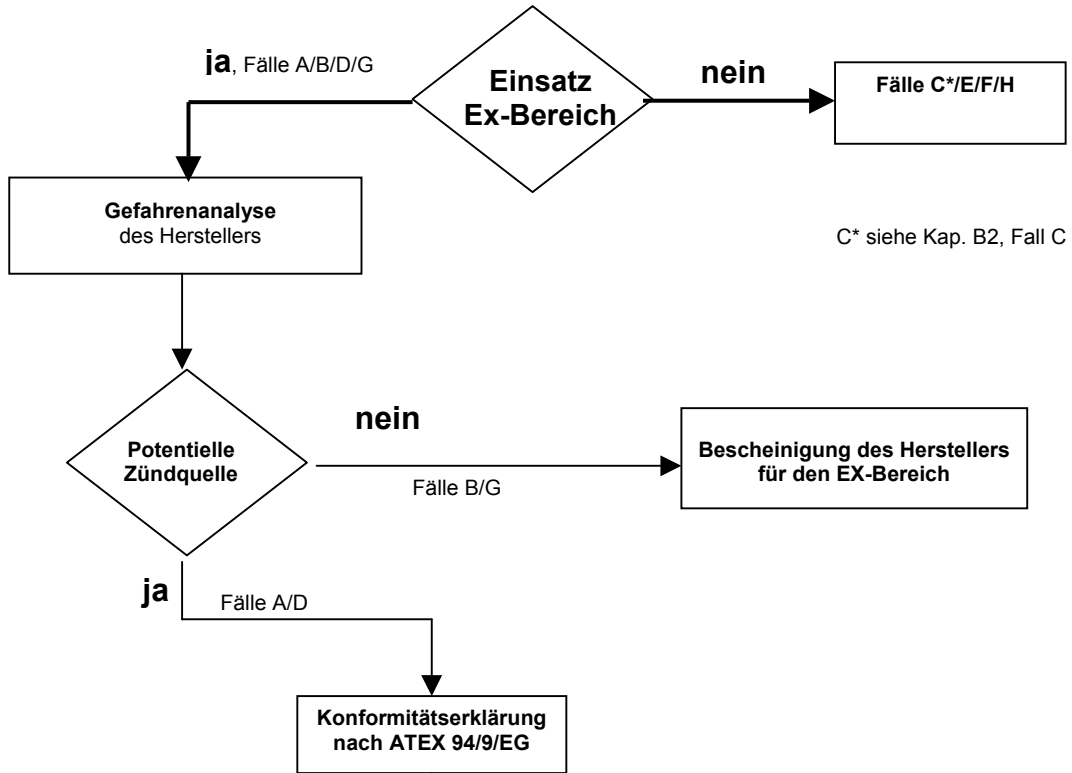 ja, Fälle A/B/D/G
Einsatz
Ex-Bereich
nein
Fälle C*/E/F/H
Gefahrenanalyse
des Herstellers
C* siehe Kap. B2, Fall C
Potentielle
Zündquelle
nein
Fälle B/G
Bescheinigung des Herstellers
für den EX-Bereich
ja
Fälle A/D
Konformitätserklärung
nach ATEX 94/9/EG